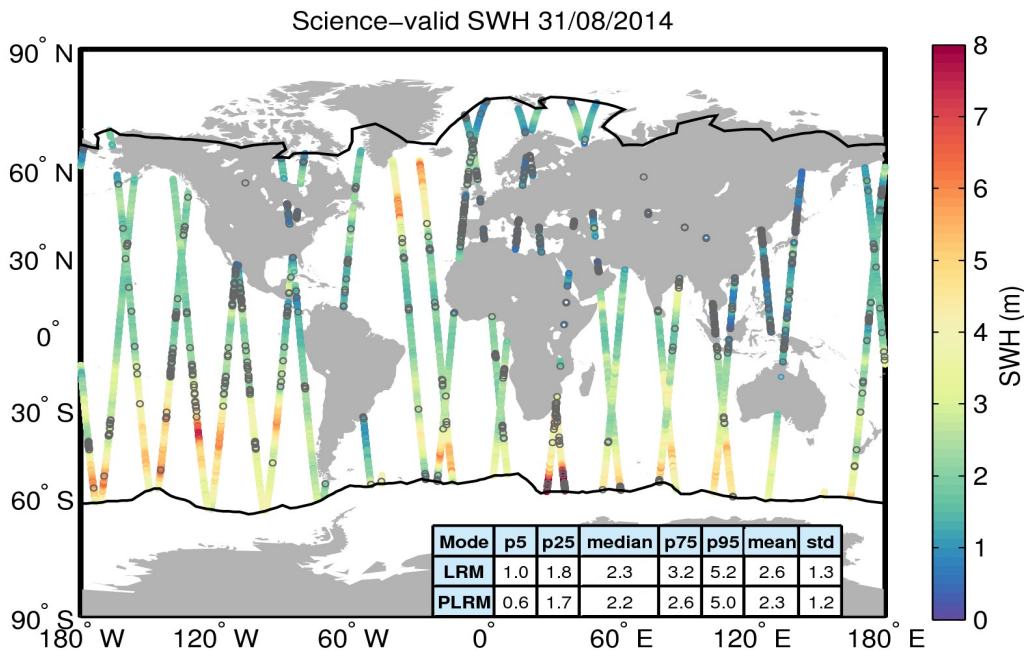 Science−valid SWH 31/08/2014
90° N
60° N
30° N
0°
30° S
60° S
90° S
180° W
120° W
60° W
0°
60° E
120° E
180° E
8
7
6
5
4
3
2
1
0
SWH (m)
Mode p5 p25 median p75 p95 mean std
LRM 1.0 1.8 2.3 3.2 5.2 2.6 1.3
PLRM 0.6 1.7 2.2 2.6 5.0 2.3 1.2